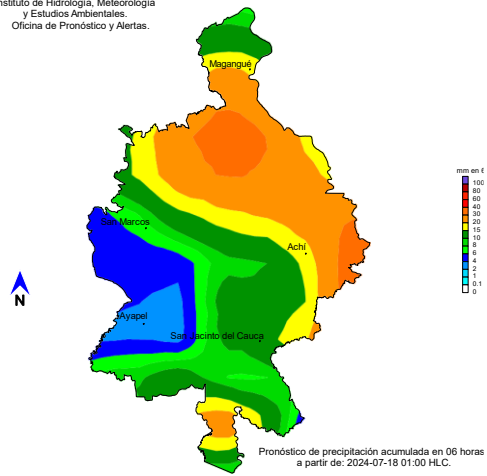 nstituto de Hidrología, Meteorología
y Estudios Ambientales.
Oficina de Pronóstico y Alertas.
Magangué
mm en 6
100
80
60
40
30
20
15
10
8
6
4
2
1
0.1
0
San Marcos
Achí
N
Ayapel
San Jacinto del Cauca
Pronóstico de precipitación acumulada en 06 horas
a partir de: 2024-07-18 01:00 HLC.